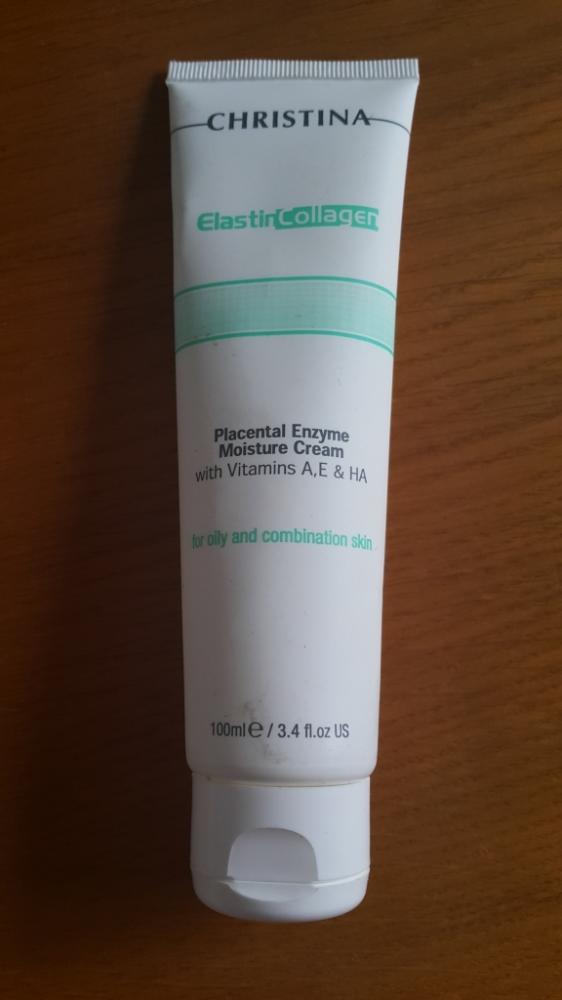 CHRISTINA
ElastinCollagen
Placental Enzyme
Moisture Cream
with Vitamins A,E & HA
for oily and combination skin
100ml℮ / 3.4 fl.oz US